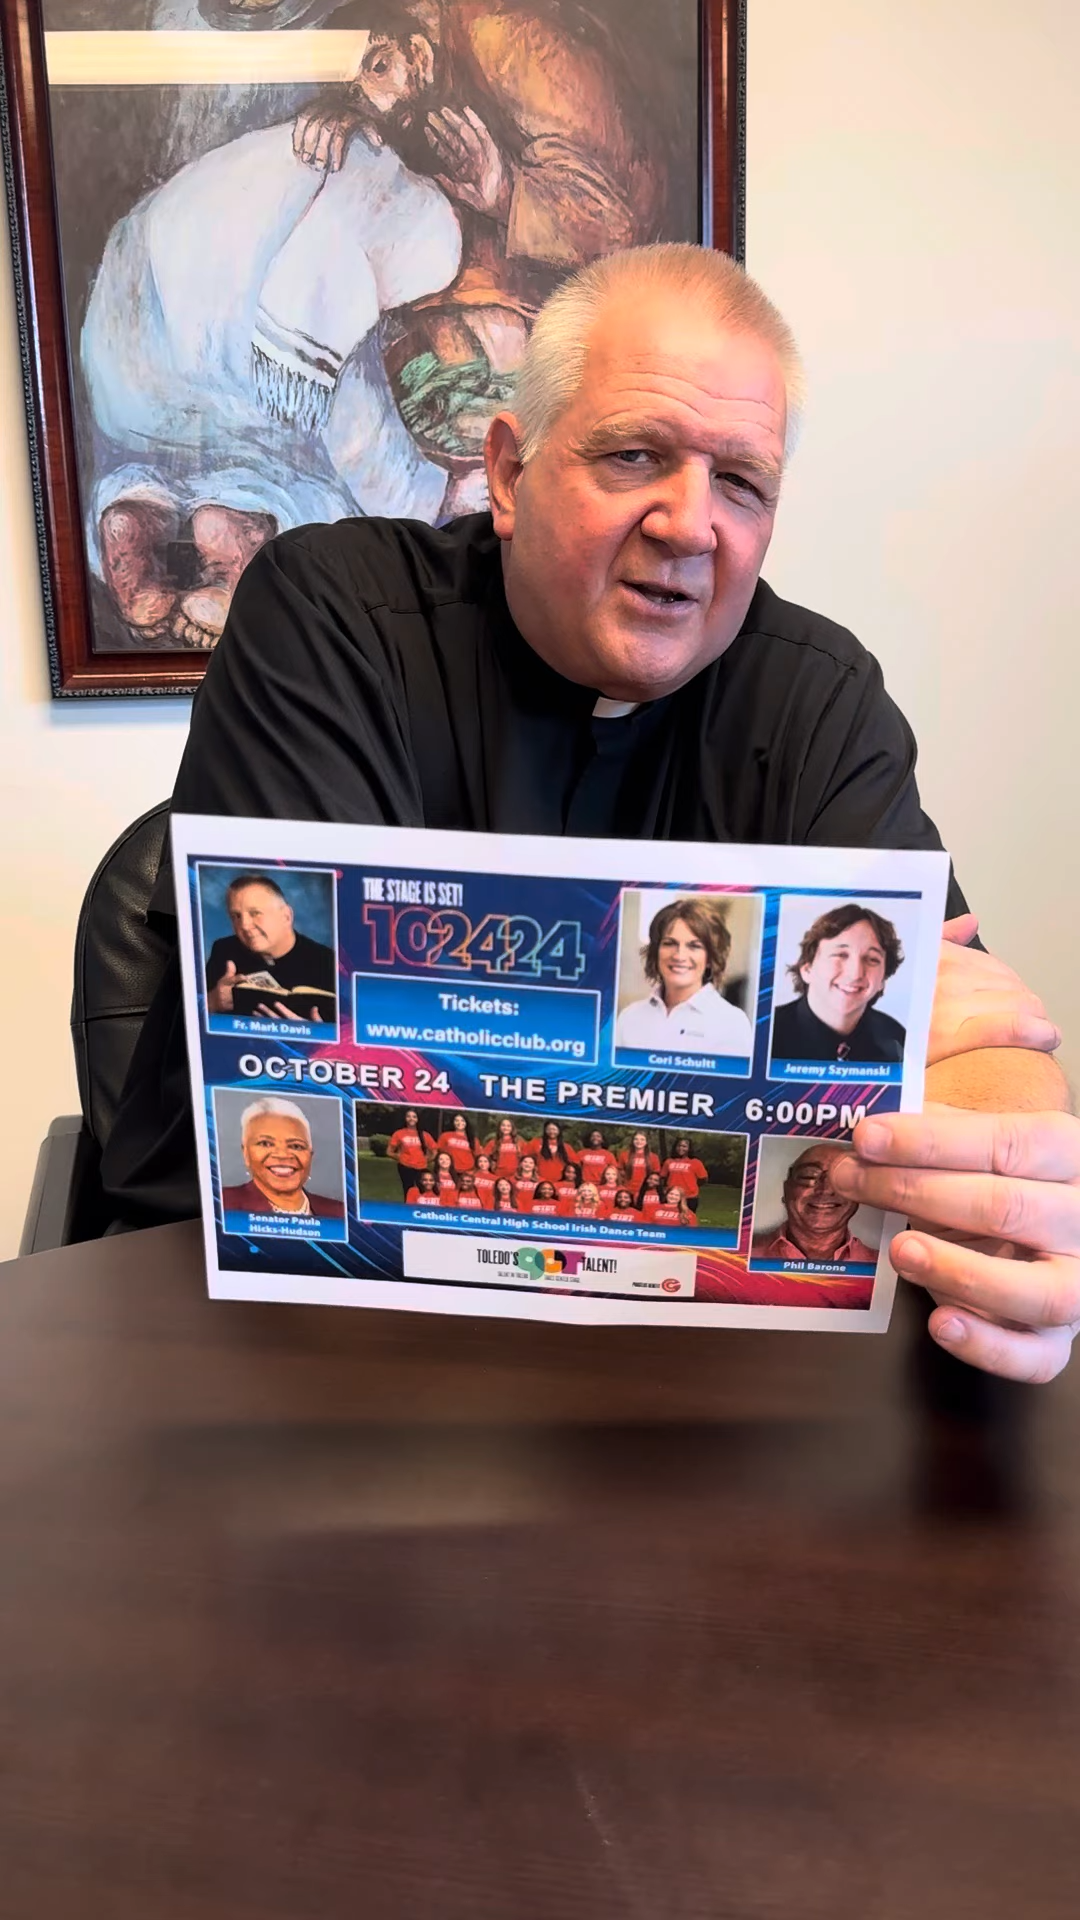 THE STAGE IS SET!
102424
Tickets:
www.catholicclub.org
Fr. Mark Davis
Cori Schultt
Jeremy Szymanski
OCTOBER 24 THE PREMIER 6:00PM
Senator Paula
Hicks-Hudson
Catholic Central High School Irish Dance Team
Phil Barone
TOLEDO'S GOT TALENT!